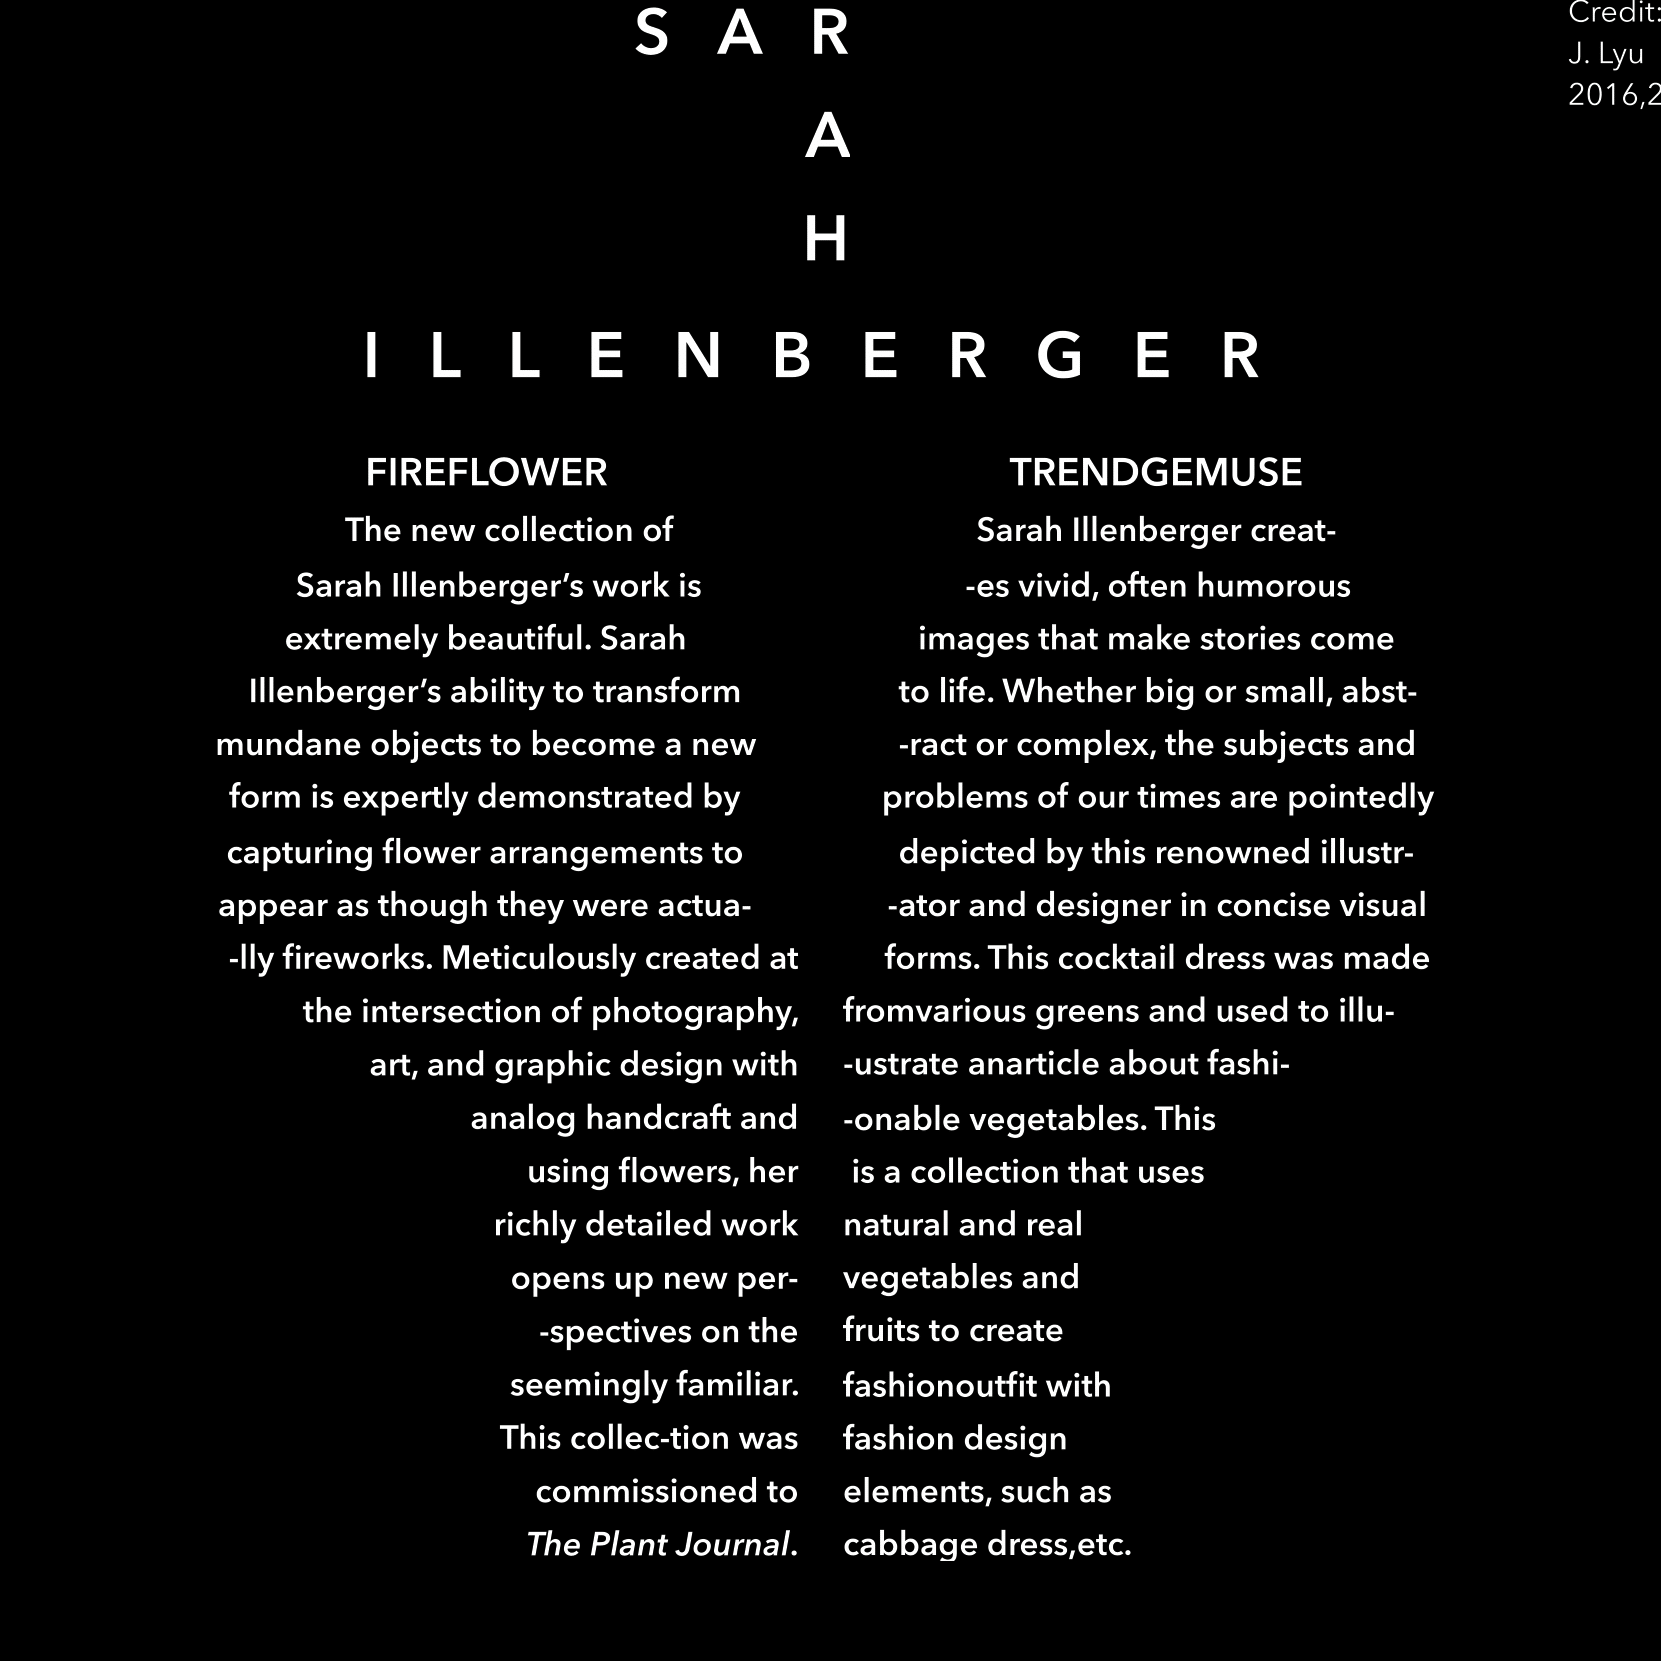 S A R
A
H
I L L E N B E R G E R
Credit:
J. Lyu
2016,2
FIREFLOWER
The new collection of
Sarah Illenberger’s work is
extremely beautiful. Sarah
Illenberger’s ability to transform
mundane objects to become a new
form is expertly demonstrated by
capturing flower arrangements to
appear as though they were actua-
-lly fireworks. Meticulously created at
the intersection of photography,
art, and graphic design with
analog handcraft and
using flowers, her
richly detailed work
opens up new per-
-spectives on the
seemingly familiar.
This collec-tion was
commissioned to
The Plant Journal.
TRENDGEMUSE
Sarah Illenberger creat-
-es vivid, often humorous
images that make stories come
to life. Whether big or small, abst-
-ract or complex, the subjects and
problems of our times are pointedly
depicted by this renowned illustr-
-ator and designer in concise visual
forms. This cocktail dress was made
fromvarious greens and used to illu-
-ustrate anarticle about fashi-
-onable vegetables. This
is a collection that uses
natural and real
vegetables and
fruits to create
fashionoutfit with
fashion design
elements, such as
cabbage dress,etc.